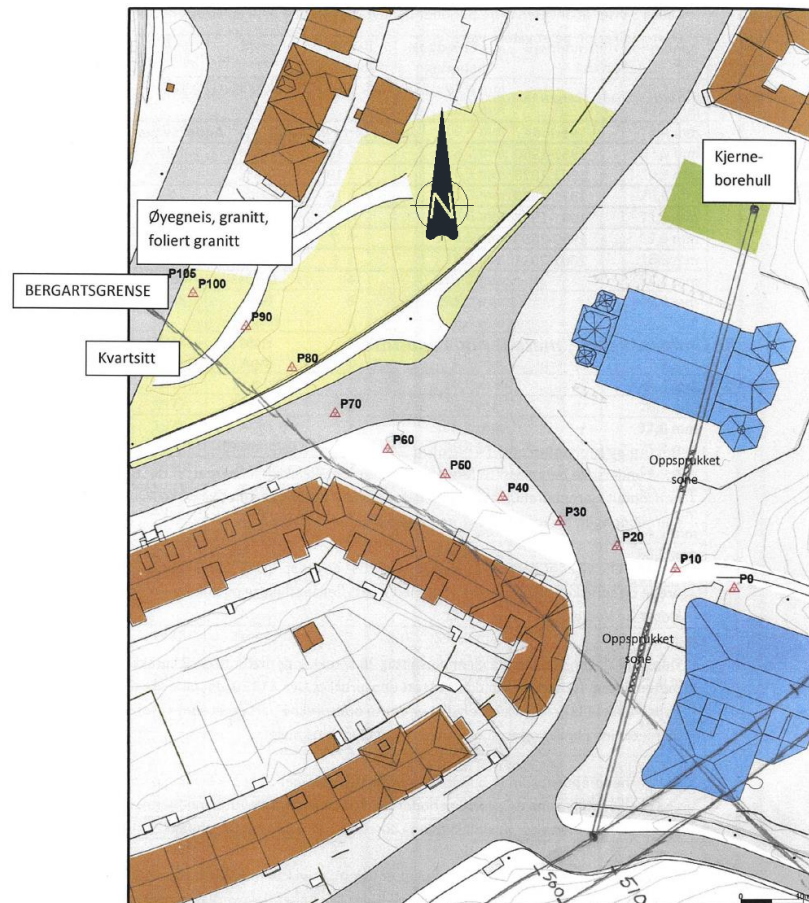 Kjerne-
borehull
N
Øyegneis, granitt,
foliert granitt
P105
P100
BERGARTSGRENSE
P90
Kvartsitt
P80
P70
P60
Oppsprukket
sone
P50
P40
P30
P20
P10
P0
Oppsprukket
sone
510
0